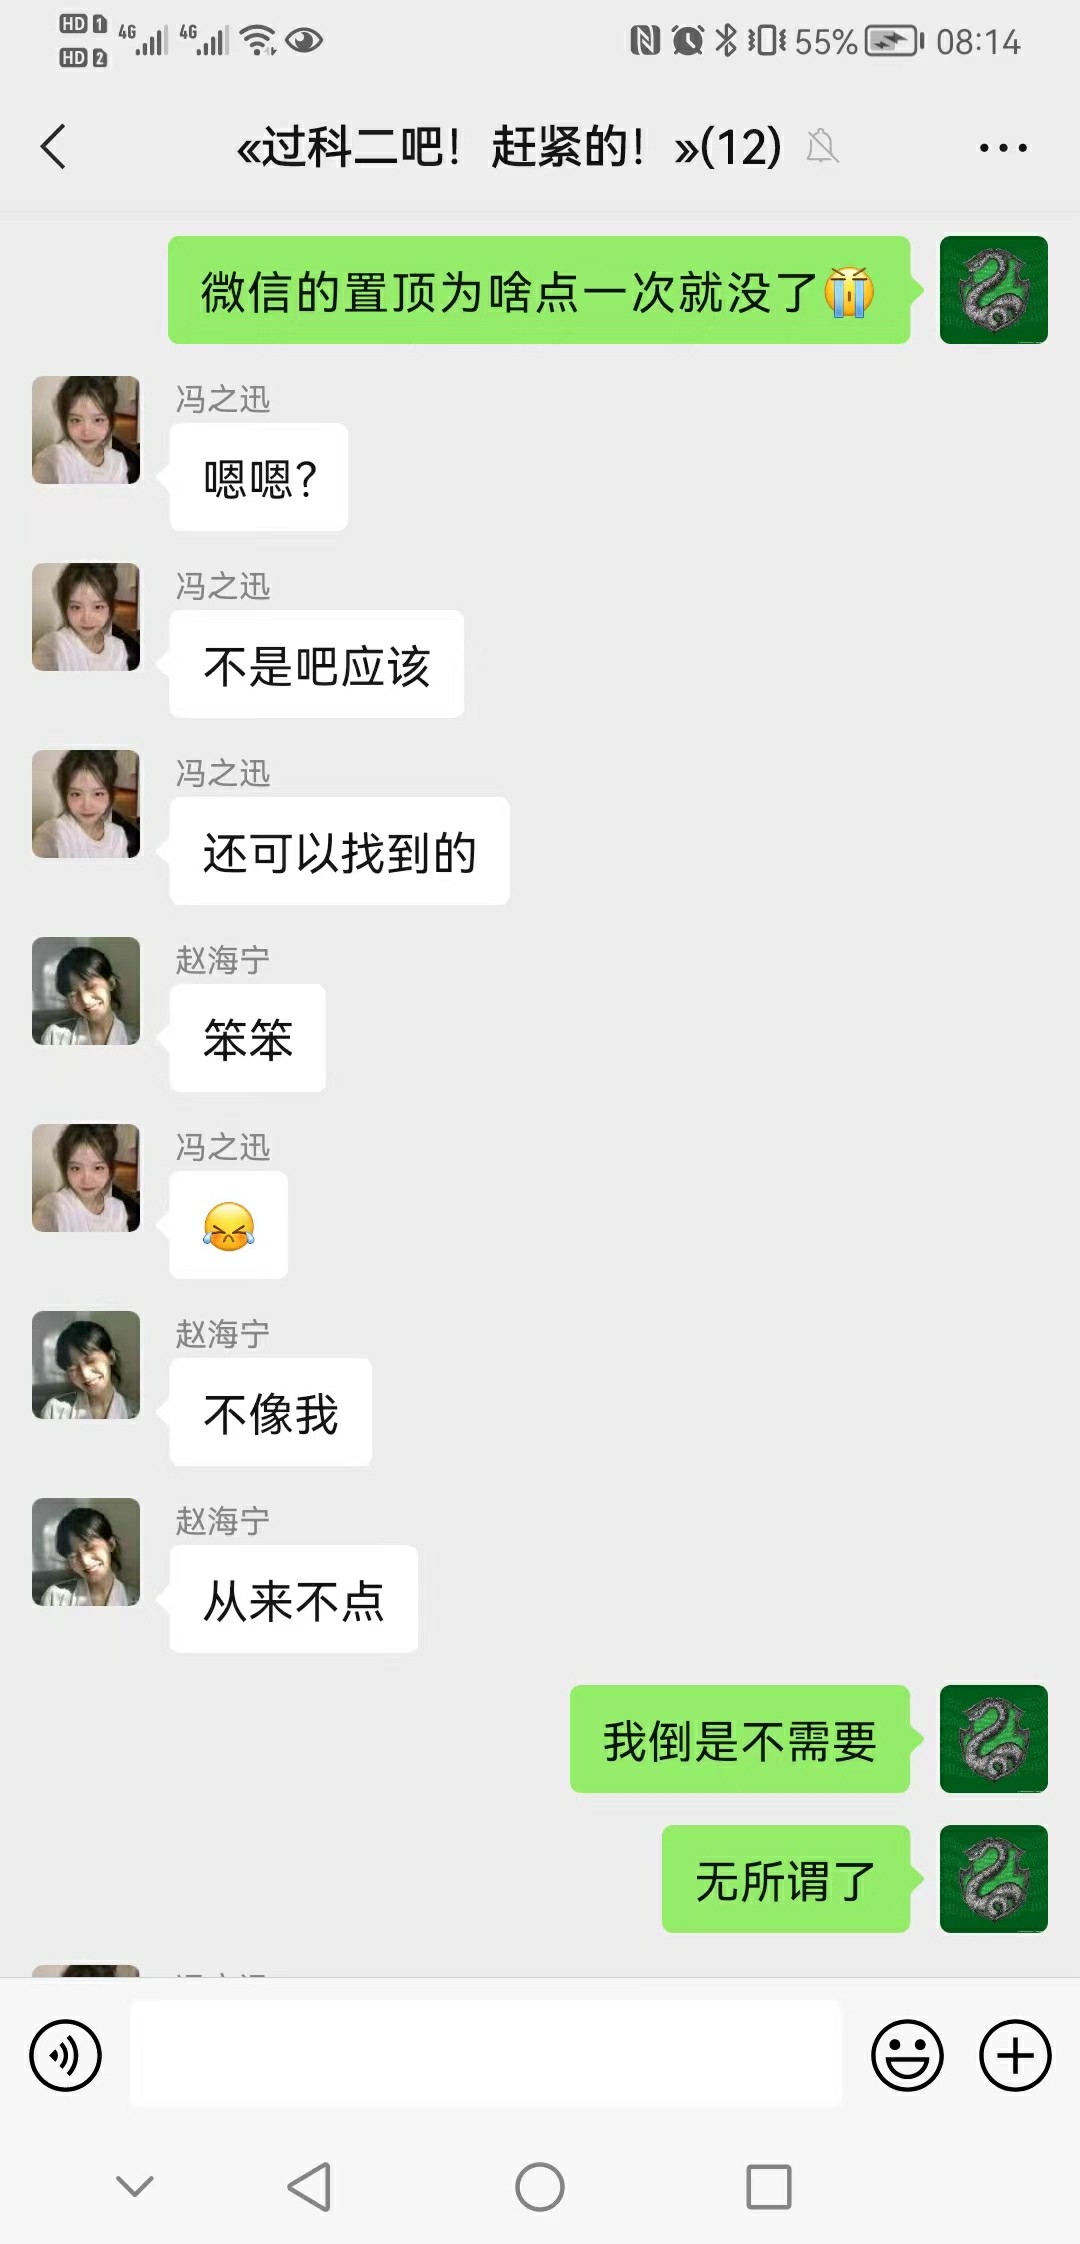 HD 1 4G 4G 55% 08:14
HD 2
«过科二吧！赶紧的！»(12)
微信的置顶为啥点一次就没了😭
冯之迅
嗯嗯？
冯之迅
不是吧应该
冯之迅
还可以找到的
赵海宁
笨笨
冯之迅
😹
赵海宁
不像我
赵海宁
从来不点
我倒是不需要
无所谓了